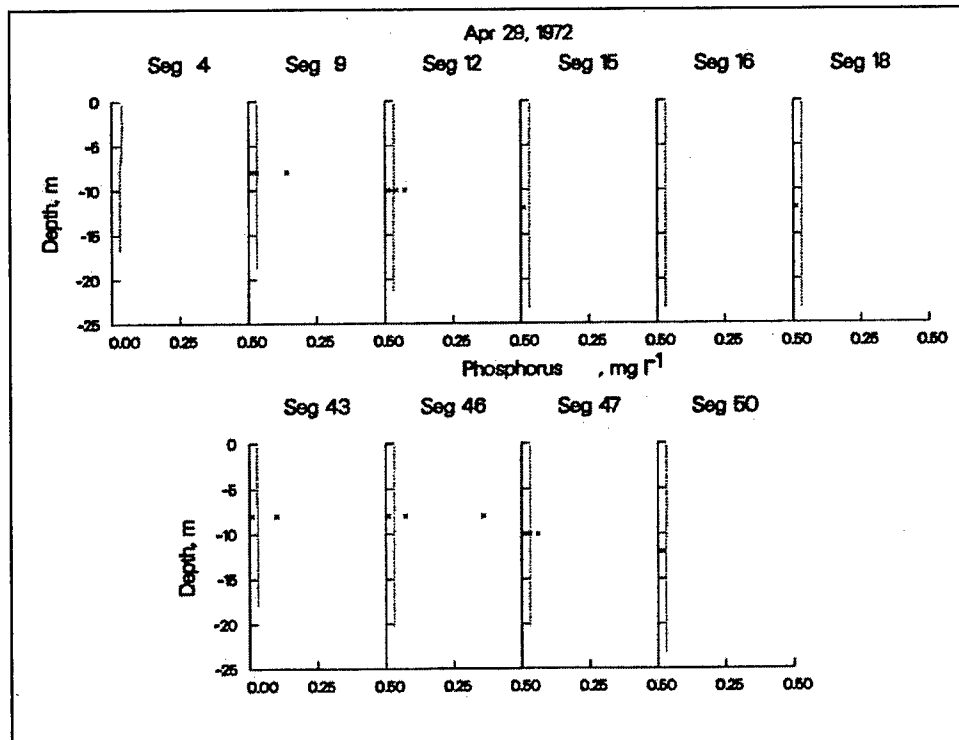 Apr 29, 1972
Seg 4 Seg 9 Seg 12 Seg 15 Seg 16 Seg 18
0
-5
-10
-15
-20
-25
Depth, m
0.00 0.25 0.50 0.25 0.50 0.25 0.50 0.25 0.50 0.25 0.50 0.25 0.50
Phosphorus , mg l-1
Seg 43 Seg 46 Seg 47 Seg 50
0
-5
-10
-15
-20
-25
Depth, m
0.00 0.25 0.50 0.25 0.50 0.25 0.50 0.25 0.50